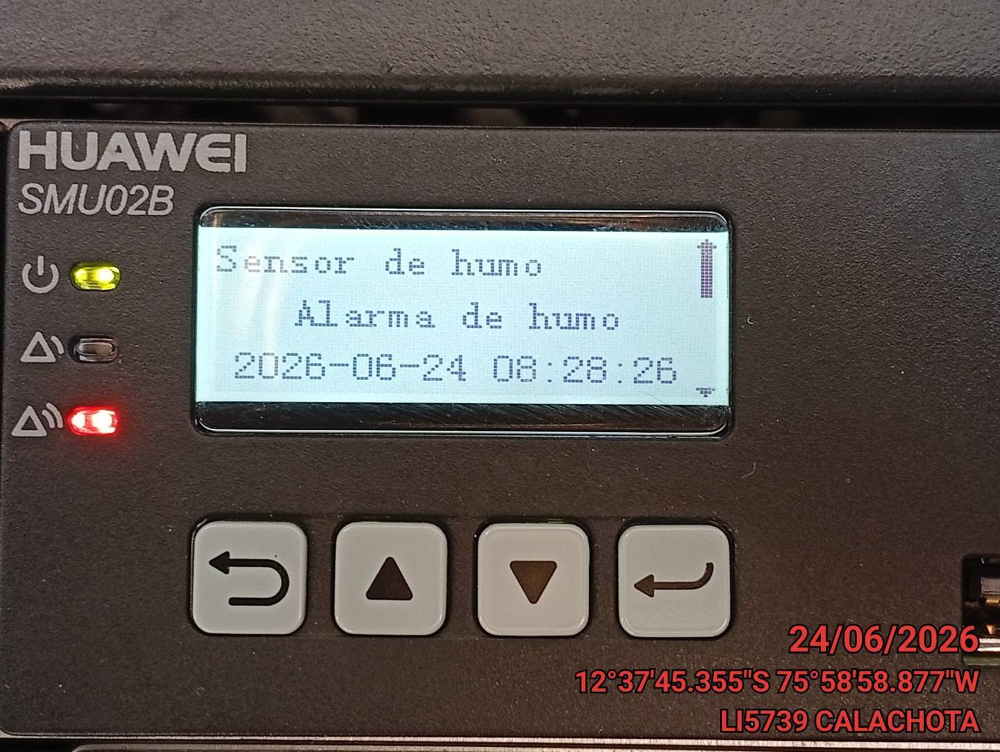 HUAWEI
SMU02B
Sensor de humo
Alarma de humo
2026-06-24 08:28:26
24/06/2026
12°37'45.355"S 75°58'58.877"W
LI5739 CALACHOTA